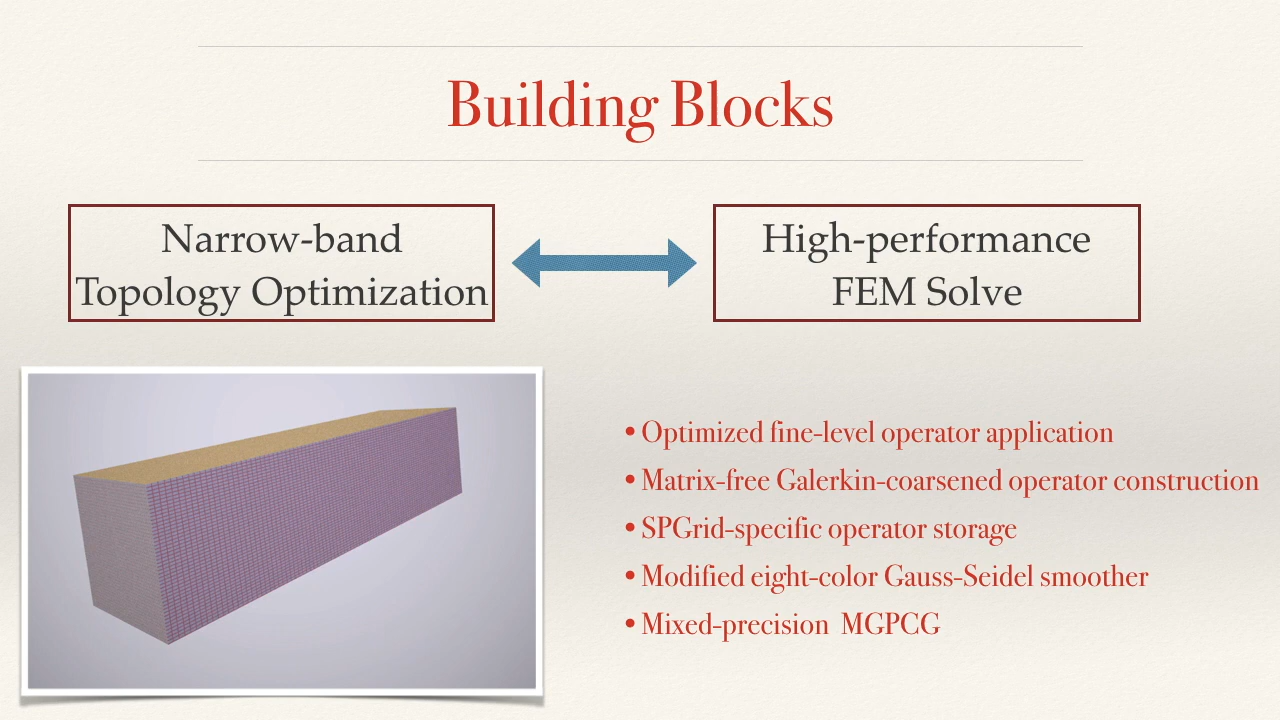 Building Blocks
Narrow-band
Topology Optimization
High-performance
FEM Solve
• Optimized fine-level operator application
• Matrix-free Galerkin-coarsened operator construction
• SPGrid-specific operator storage
• Modified eight-color Gauss-Seidel smoother
• Mixed-precision  MGPCG